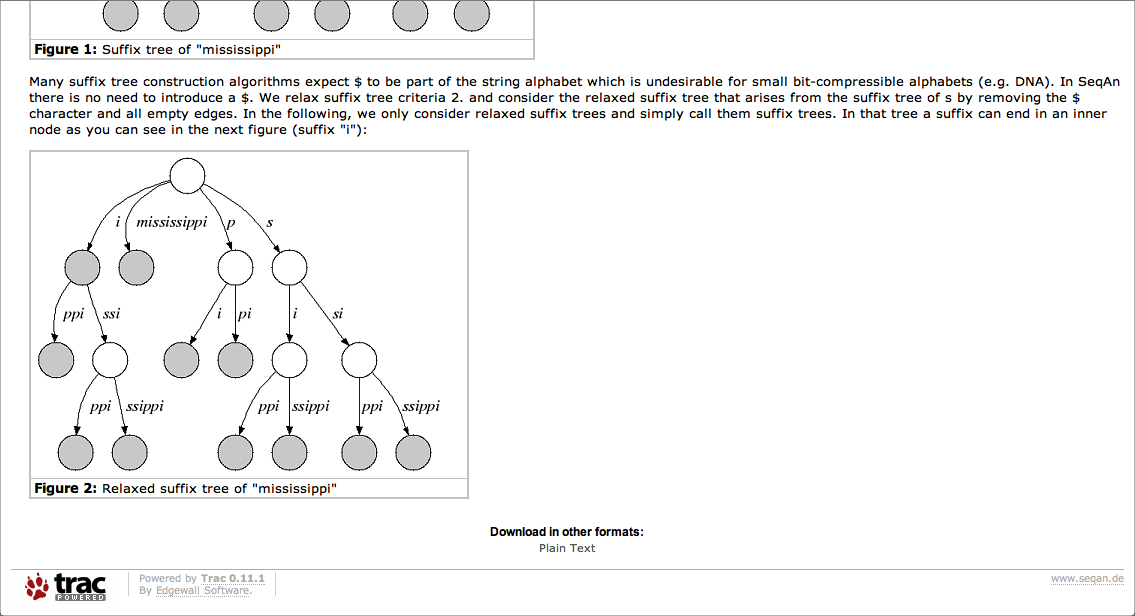 Figure 1: Suffix tree of "mississippi"
Many suffix tree construction algorithms expect $ to be part of the string alphabet which is undesirable for small bit-compressible alphabets (e.g. DNA). In SeqAn
there is no need to introduce a $. We relax suffix tree criteria 2. and consider the relaxed suffix tree that arises from the suffix tree of s by removing the $
character and all empty edges. In the following, we only consider relaxed suffix trees and simply call them suffix trees. In that tree a suffix can end in an inner
node as you can see in the next figure (suffix "i"):
i mississippi p s
ppi ssi i pi i si
ppi ssippi ppi ssippi ppi ssippi
Figure 2: Relaxed suffix tree of "mississippi"
Download in other formats:
Plain Text
trac
POWERED
Powered by Trac 0.11.1
By Edgewall Software.
www.seqan.de